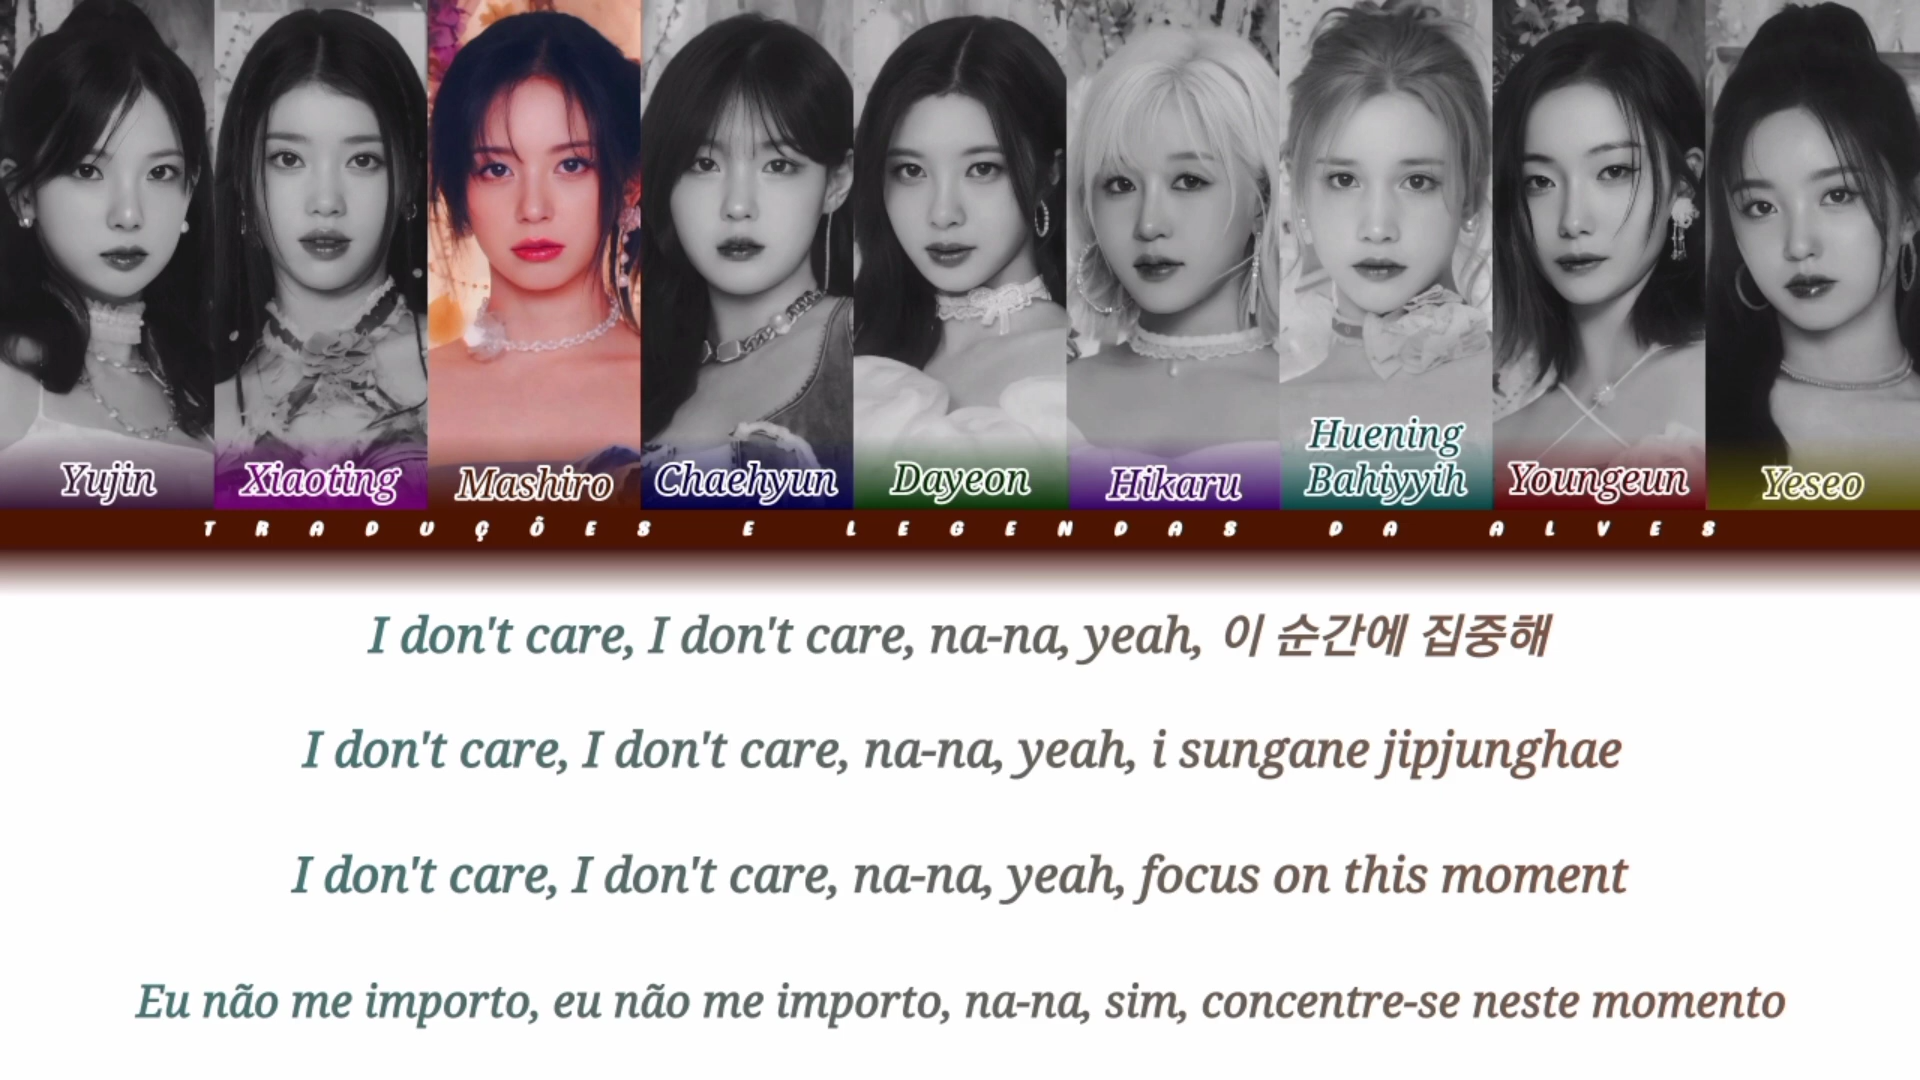 Yujin
Xiaoting
Mashiro
Chaehyun
Dayeon
Hikaru
Huening
Bahiyyih
Youngeun
Yeseo
TRADUÇÕES E LEGENDAS DA ALVES
I don't care, I don't care, na-na, yeah, 이 순간에 집중해
I don't care, I don't care, na-na, yeah, i sungane jipjunghae
I don't care, I don't care, na-na, yeah, focus on this moment
Eu não me importo, eu não me importo, na-na, sim, concentre-se neste momento